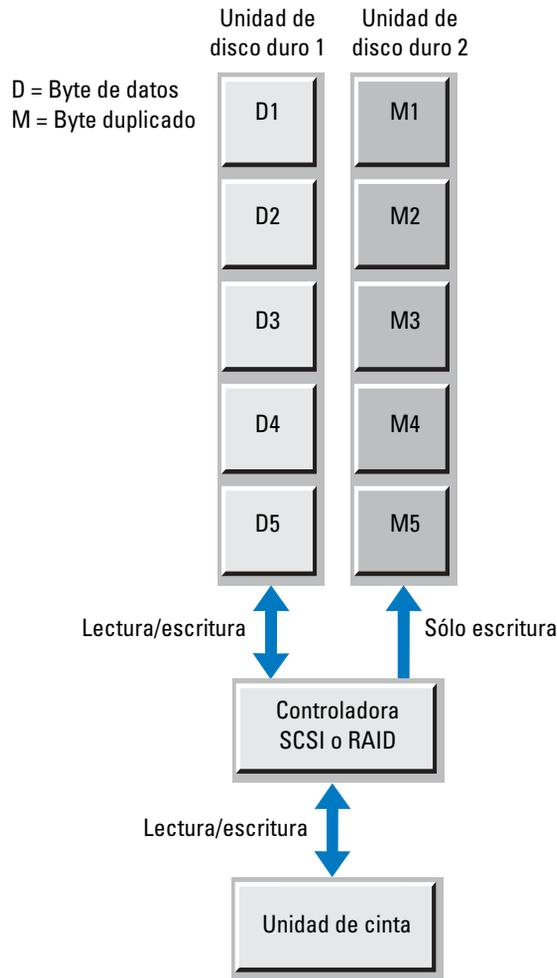 Unidad de
disco duro 1
Unidad de
disco duro 2
D = Byte de datos
M = Byte duplicado
D1
M1
D2
M2
D3
M3
D4
M4
D5
M5
Lectura/escritura
Sólo escritura
Controladora
SCSI o RAID
Lectura/escritura
Unidad de cinta